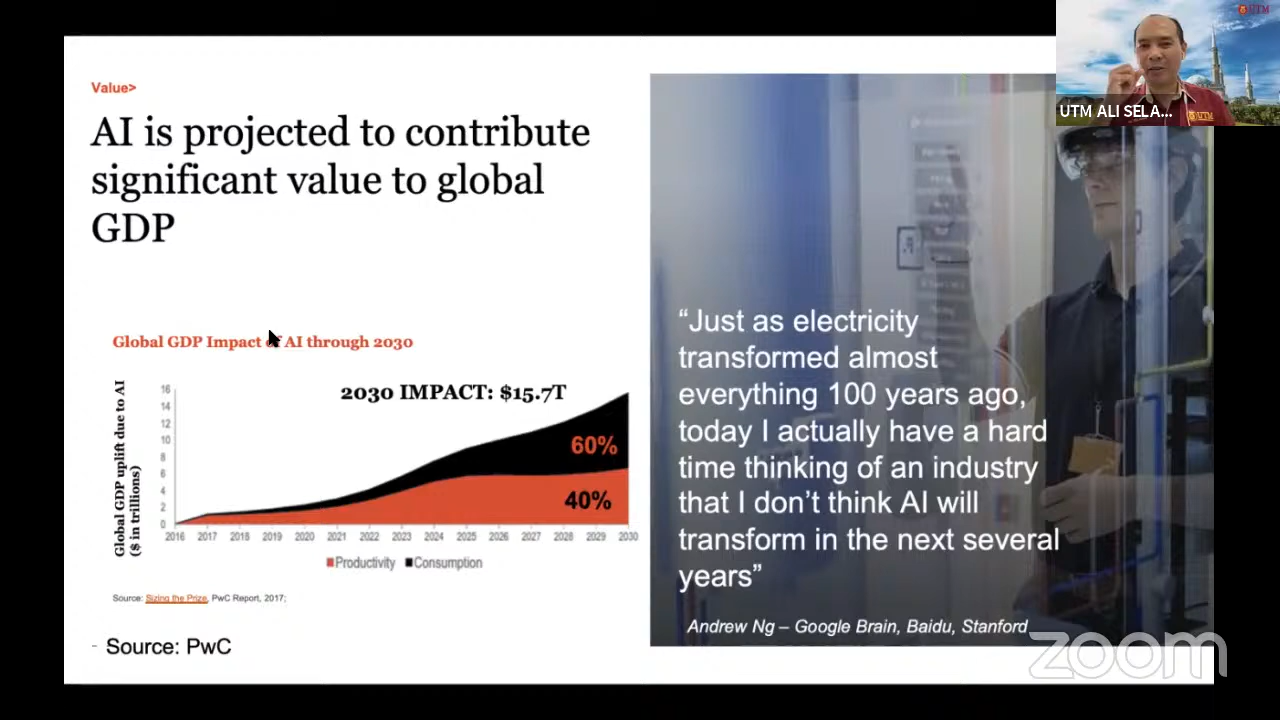 UTM
UTM ALI SELA...
UTM
Value>
AI is projected to contribute
significant value to global
GDP
Global GDP Impact of AI through 2030
2030 IMPACT: $15.7T
Global GDP uplift due to AI
($ in trillions)
16
14
12
10
8
6
4
2
0
60%
40%
2016 2017 2018 2019 2020 2021 2022 2023 2024 2025 2026 2027 2028 2029 2030
Productivity Consumption
Source: Sizing the Prize, PwC Report, 2017;
- Source: PwC
“Just as electricity
transformed almost
everything 100 years ago,
today I actually have a hard
time thinking of an industry
that I don’t think AI will
transform in the next several
years”
Andrew Ng – Google Brain, Baidu, Stanford
zoom